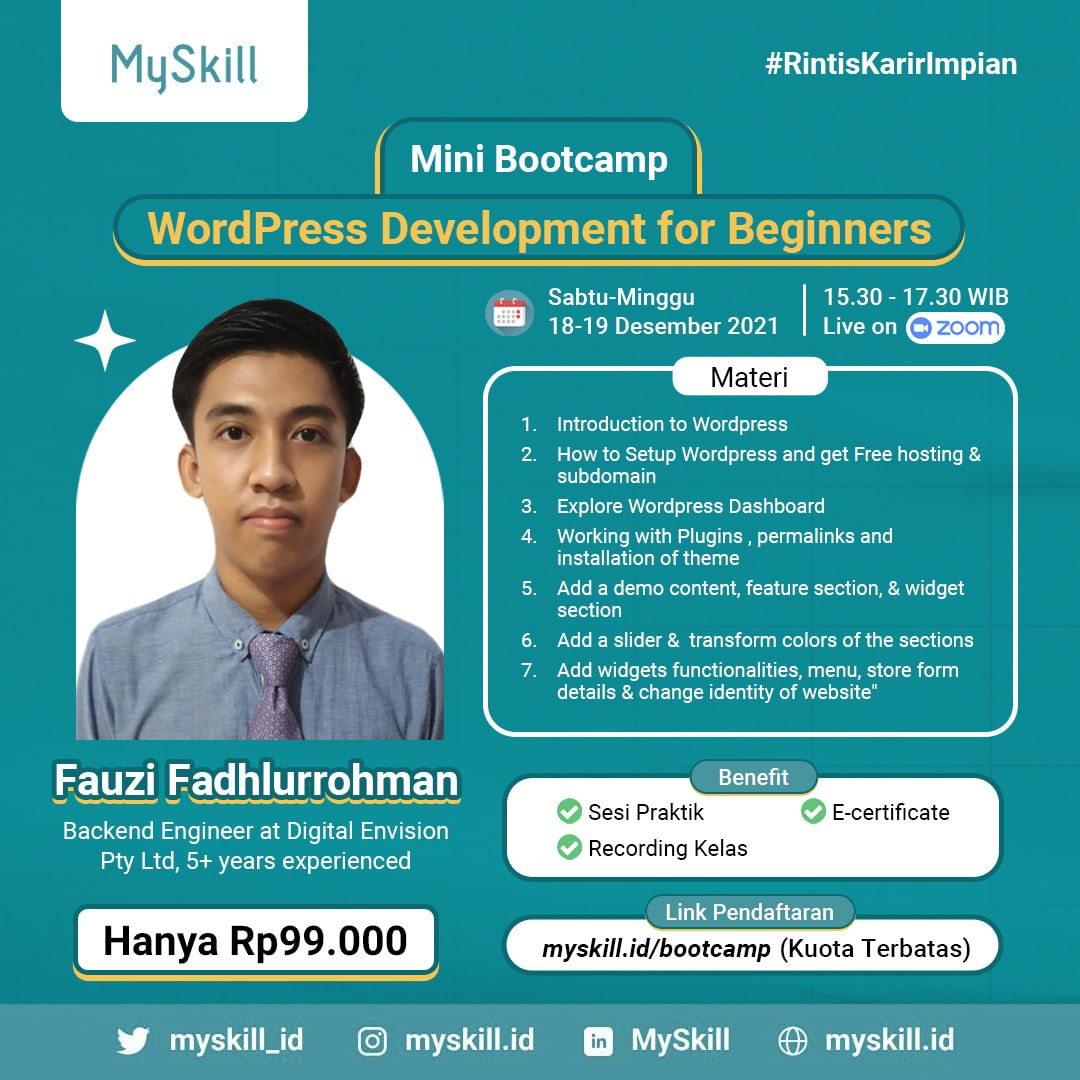 MySkill
#RintisKarirImpian
Mini Bootcamp
WordPress Development for Beginners
Sabtu-Minggu
18-19 Desember 2021
15.30 - 17.30 WIB
Live on zoom
Materi
1. Introduction to Wordpress
2. How to Setup Wordpress and get Free hosting &
subdomain
3. Explore Wordpress Dashboard
4. Working with Plugins , permalinks and
installation of theme
5. Add a demo content, feature section, & widget
section
6. Add a slider & transform colors of the sections
7. Add widgets functionalities, menu, store form
details & change identity of website"
Fauzi Fadhlurrohman
Backend Engineer at Digital Envision
Pty Ltd, 5+ years experienced
Hanya Rp99.000
Benefit
Sesi Praktik
E-certificate
Recording Kelas
Link Pendaftaran
myskill.id/bootcamp (Kuota Terbatas)
myskill_id
myskill.id
in MySkill
myskill.id